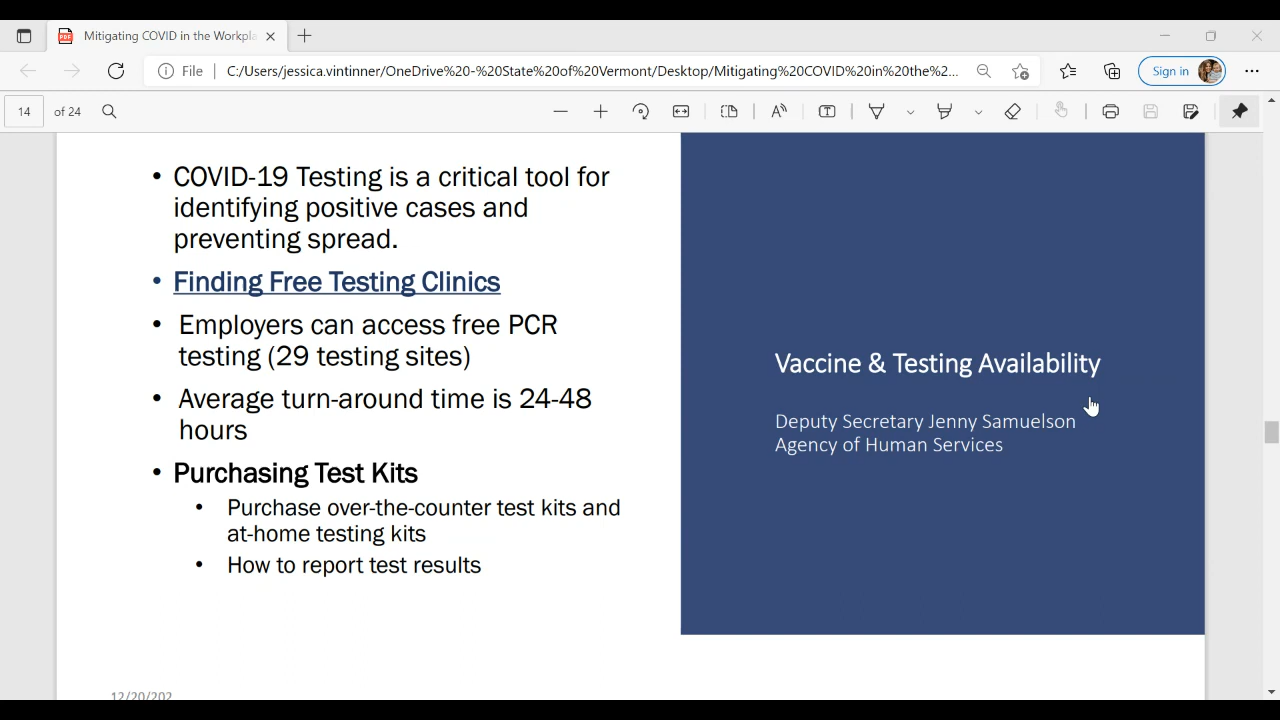 Mitigating COVID in the Workpla
File
C:/Users/jessica.vintinner/OneDrive%20-%20State%20of%20Vermont/Desktop/Mitigating%20COVID%20in%20the%2...
Sign in
14 of 24
• COVID-19 Testing is a critical tool for
identifying positive cases and
preventing spread.
• Finding Free Testing Clinics
• Employers can access free PCR
testing (29 testing sites)
• Average turn-around time is 24-48
hours
• Purchasing Test Kits
• Purchase over-the-counter test kits and
at-home testing kits
• How to report test results
Vaccine & Testing Availability
Deputy Secretary Jenny Samuelson
Agency of Human Services
12/20/202